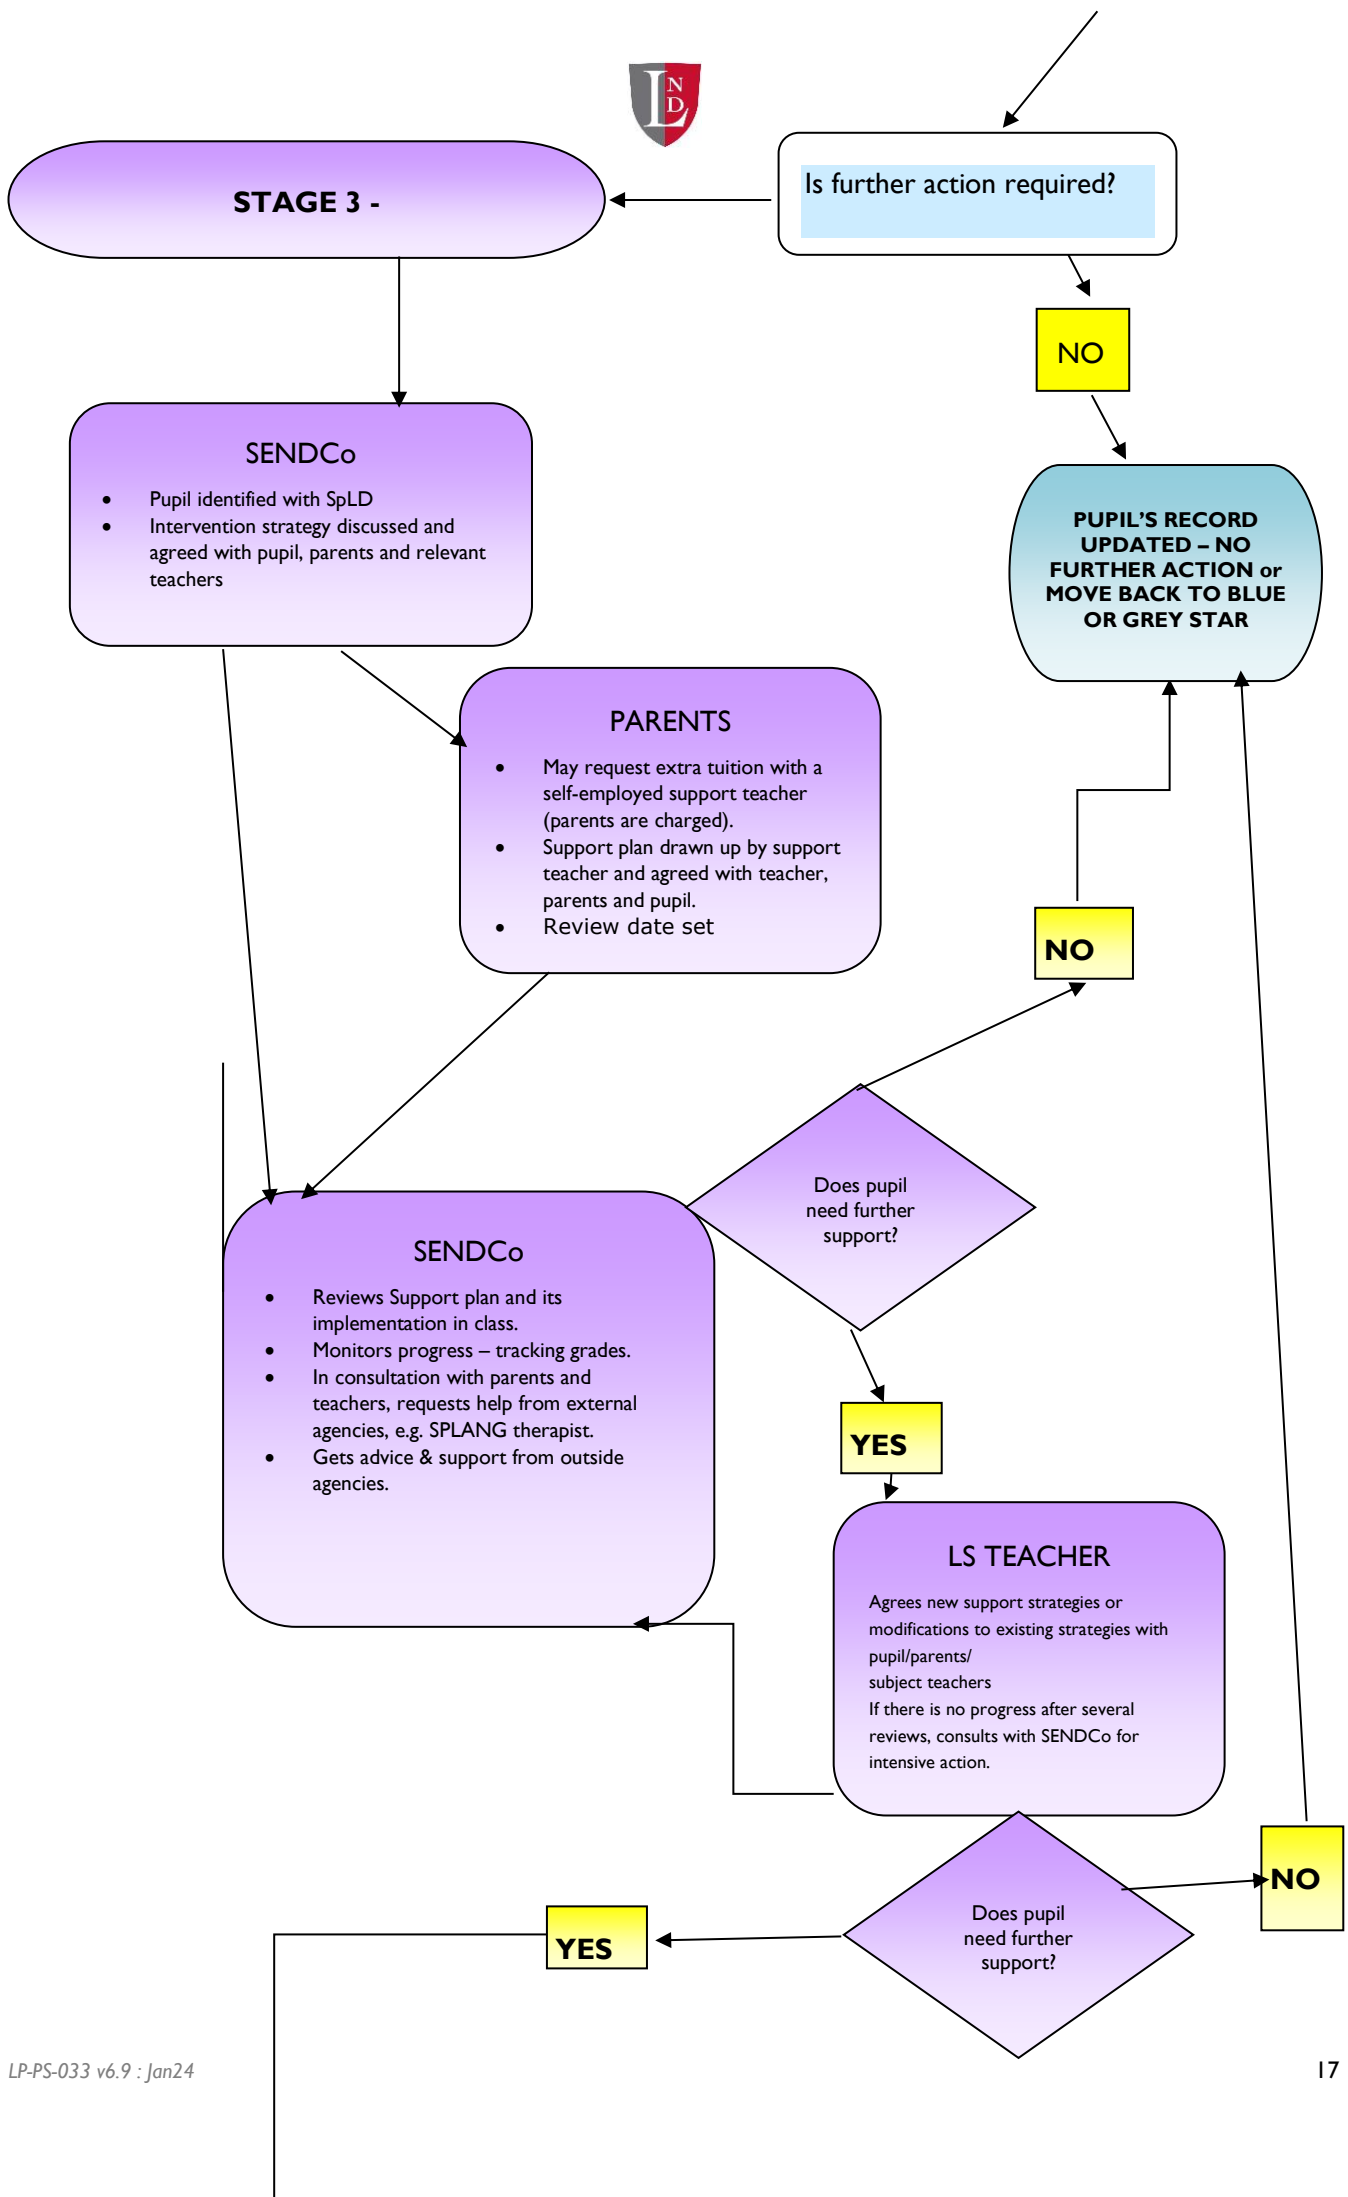 L
N
D
Is further action required?
STAGE 3 -
NO
SENDCo
• Pupil identified with SpLD
• Intervention strategy discussed and
agreed with pupil, parents and relevant
teachers
PUPIL’S RECORD
UPDATED – NO
FURTHER ACTION or
MOVE BACK TO BLUE
OR GREY STAR
PARENTS
• May request extra tuition with a
self-employed support teacher
(parents are charged).
• Support plan drawn up by support
teacher and agreed with teacher,
parents and pupil.
• Review date set
NO
Does pupil
need further
support?
SENDCo
• Reviews Support plan and its
implementation in class.
• Monitors progress – tracking grades.
• In consultation with parents and
teachers, requests help from external
agencies, e.g. SPLANG therapist.
• Gets advice & support from outside
agencies.
YES
LS TEACHER
Agrees new support strategies or
modifications to existing strategies with
pupil/parents/
subject teachers
If there is no progress after several
reviews, consults with SENDCo for
intensive action.
NO
Does pupil
need further
support?
YES
LP-PS-033 v6.9 : Jan24
17